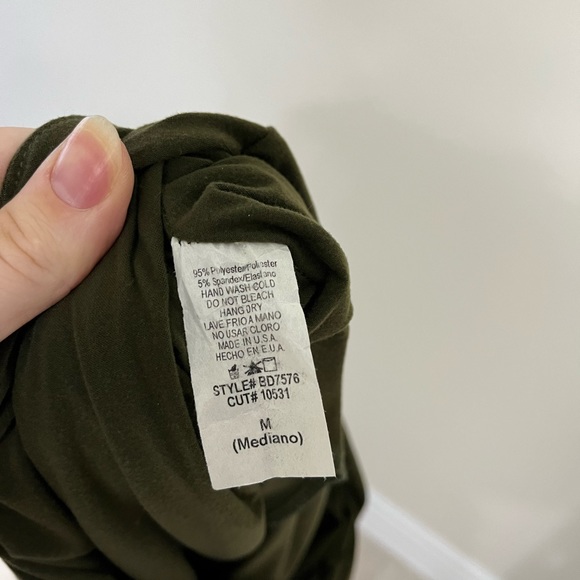 95% Polyester/Poliester
5% Spandex/Elastano
HAND WASH COLD
DO NOT BLEACH
HANG DRY
LAVE FRIO A MANO
NO USAR CLORO
MADE IN U.S.A.
HECHO EN E.U.A.
STYLE# BD7576
CUT# 10531
M
(Mediano)